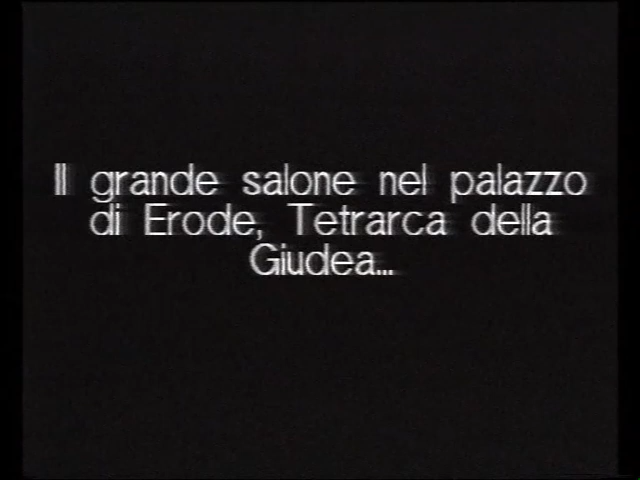 Il grande salone nel palazzo
di Erode, Tetrarca della
Giudea...